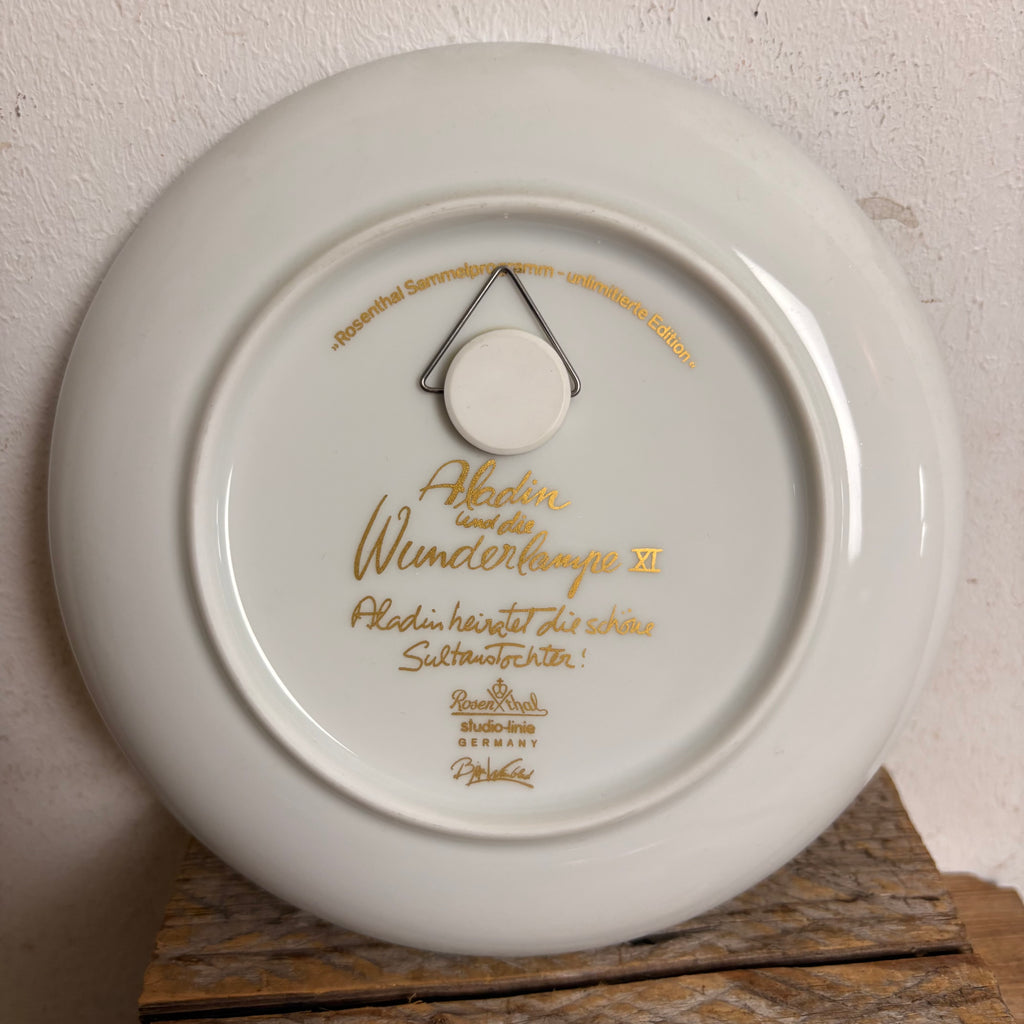 »Rosenthal Sammelprogramm - unlimitierte Edition«
Aladin
und die
Wunderlampe XI
Aladin heiratet die schöne
Sultanstochter!
Rosenthal
studio-linie
GERMANY